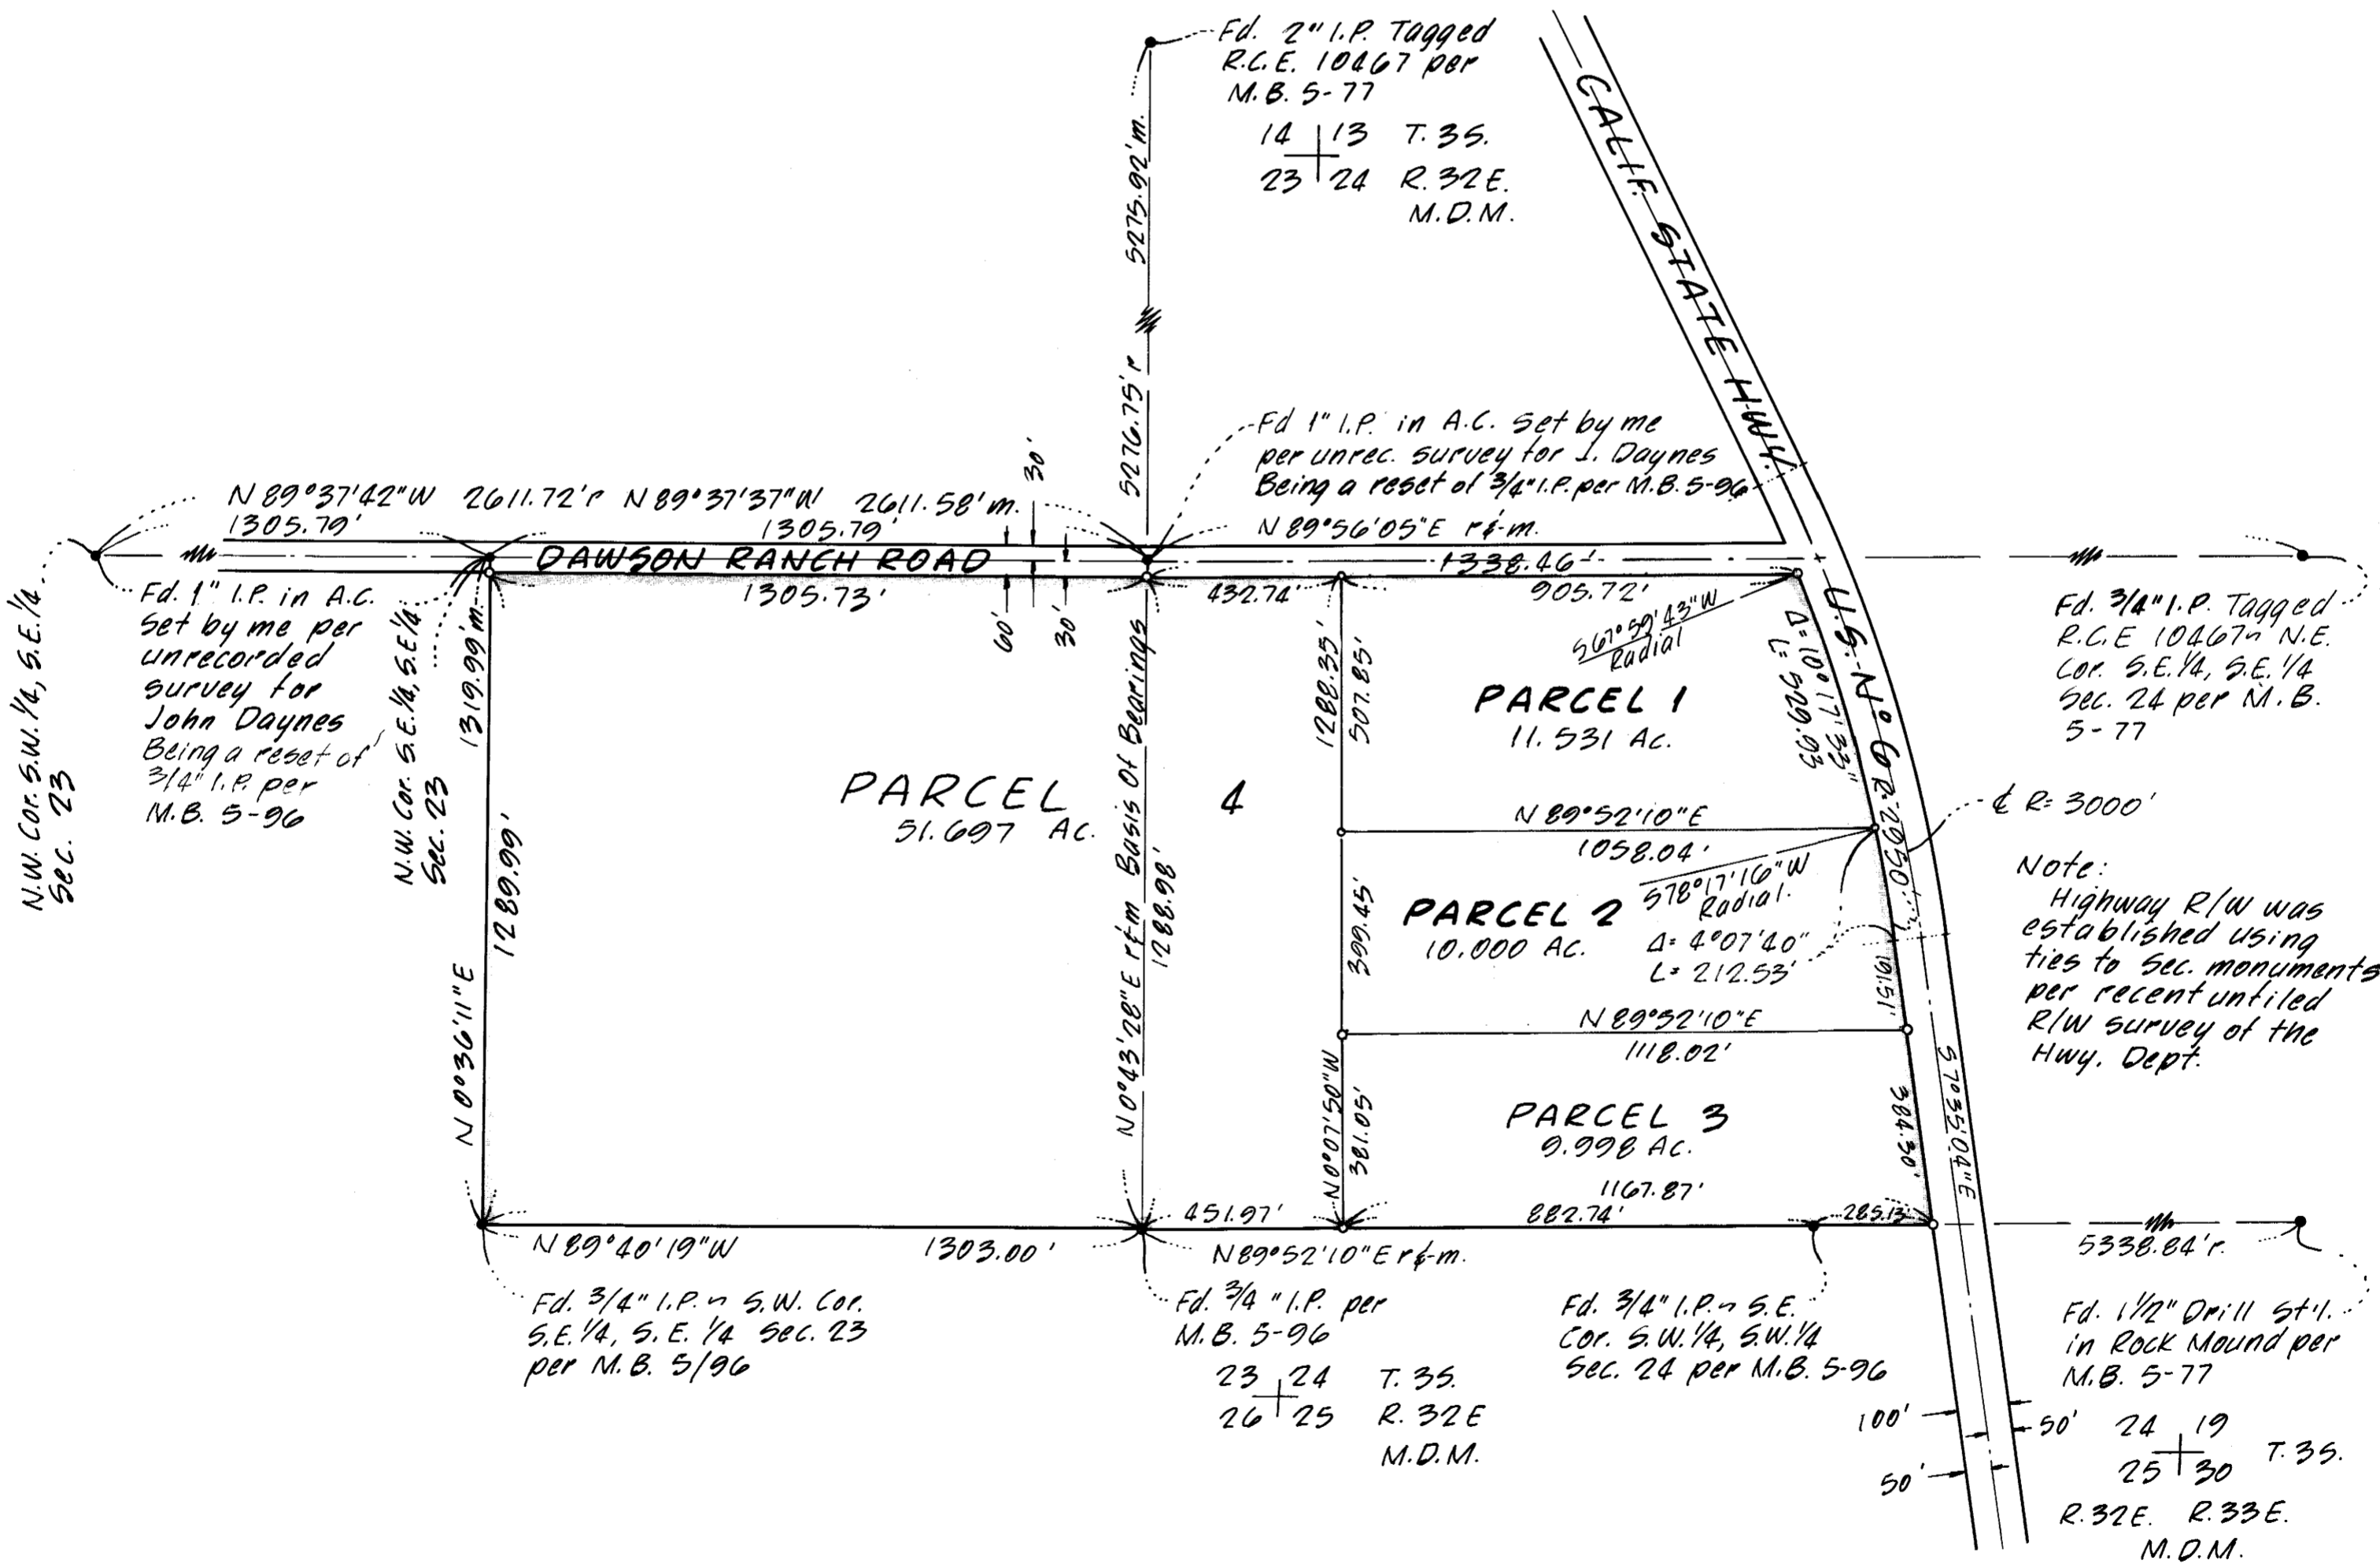 Fd. 2" I.P. Tagged
R.C.E. 10467 per
M.B. 5-77
14 13 T. 3S.
23 24 R. 32E.
M.D.M.
CALIF. STATE HWY.
5275.92' m.
5276.75' r
Fd 1" I.P. in A.C. Set by me
per unrec. survey for J. Daynes
Being a reset of 3/4" I.P. per M.B. 5-96
N 89°37'42" W 2611.72' r N 89°37'37" W 2611.58' m.
1305.79' 1305.79'
30'
N 89°56'05" E r & m.
DAWSON RANCH ROAD
1338.46'
1305.73'
432.74'
905.72'
60'
30'
N.W. Cor. S.W. 1/4, S.E. 1/4
Sec. 23
Fd. 1" I.P. in A.C.
Set by me per
unrecorded
survey for
John Daynes
Being a reset of
3/4" I.P. per
M.B. 5-96
N.W. Cor. S.E. 1/4, S.E. 1/4
Sec. 23
1319.99' m.
1289.99'
N 0°36'11" E
PARCEL 4
51.697 AC.
N 0°43'28" E r & m Basis Of Bearings
1288.98'
1288.35'
507.85'
S 67°59'43" W
Radial
PARCEL 1
11.531 AC.
Δ = 10°17'33"
L = 529.93
U.S. Nº 6
R = 2950'
Fd. 3/4" I.P. Tagged
R.C.E 10467 ~ N.E.
Cor. S.E. 1/4, S.E. 1/4
Sec. 24 per M.B.
5-77
N 89°52'10" E
1058.04'
℄ R = 3000'
S 78°17'16" W
Radial.
PARCEL 2
10.000 AC.
Δ = 4°07'40"
L = 212.53'
399.45'
191.51'
Note:
Highway R/W was
established using
ties to Sec. monuments
per recent unfiled
R/W survey of the
Hwy. Dept.
N 89°52'10" E
1118.02'
N 0°07'50" W
381.05'
PARCEL 3
9.998 AC.
384.30'
S 7°35'04" E
1167.87'
451.97'
882.74'
285.13'
N 89°40'19" W 1303.00'
N 89°52'10" E r & m.
5338.84' r.
Fd. 3/4" I.P. ~ S.W. Cor.
S.E. 1/4, S.E. 1/4 Sec. 23
per M.B. 5/96
Fd. 3/4" I.P. per
M.B. 5-96
23 24 T. 3S.
26 25 R. 32E
M.D.M.
Fd. 3/4" I.P. ~ S.E.
Cor. S.W. 1/4, S.W. 1/4
Sec. 24 per M.B. 5-96
Fd. 1 1/2" Drill St'l.
in Rock Mound per
M.B. 5-77
100'
50'
50'
24 19
25 30 T. 3S.
R. 32E. R. 33E.
M.D.M.